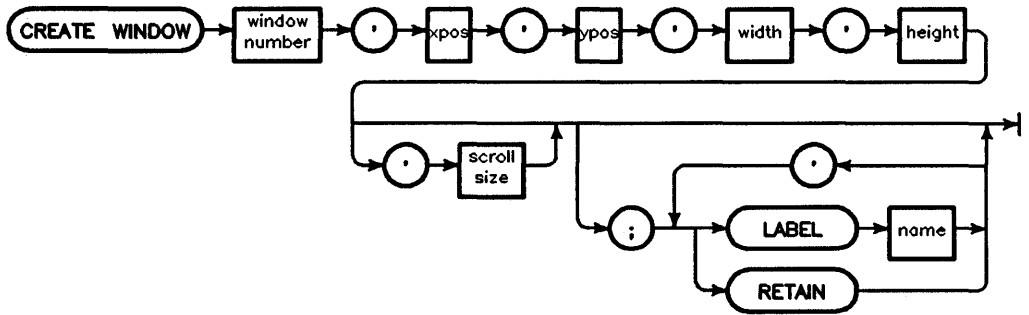 CREATE WINDOW window number , xpos , ypos , width , height
, scroll size
,
; LABEL name
RETAIN